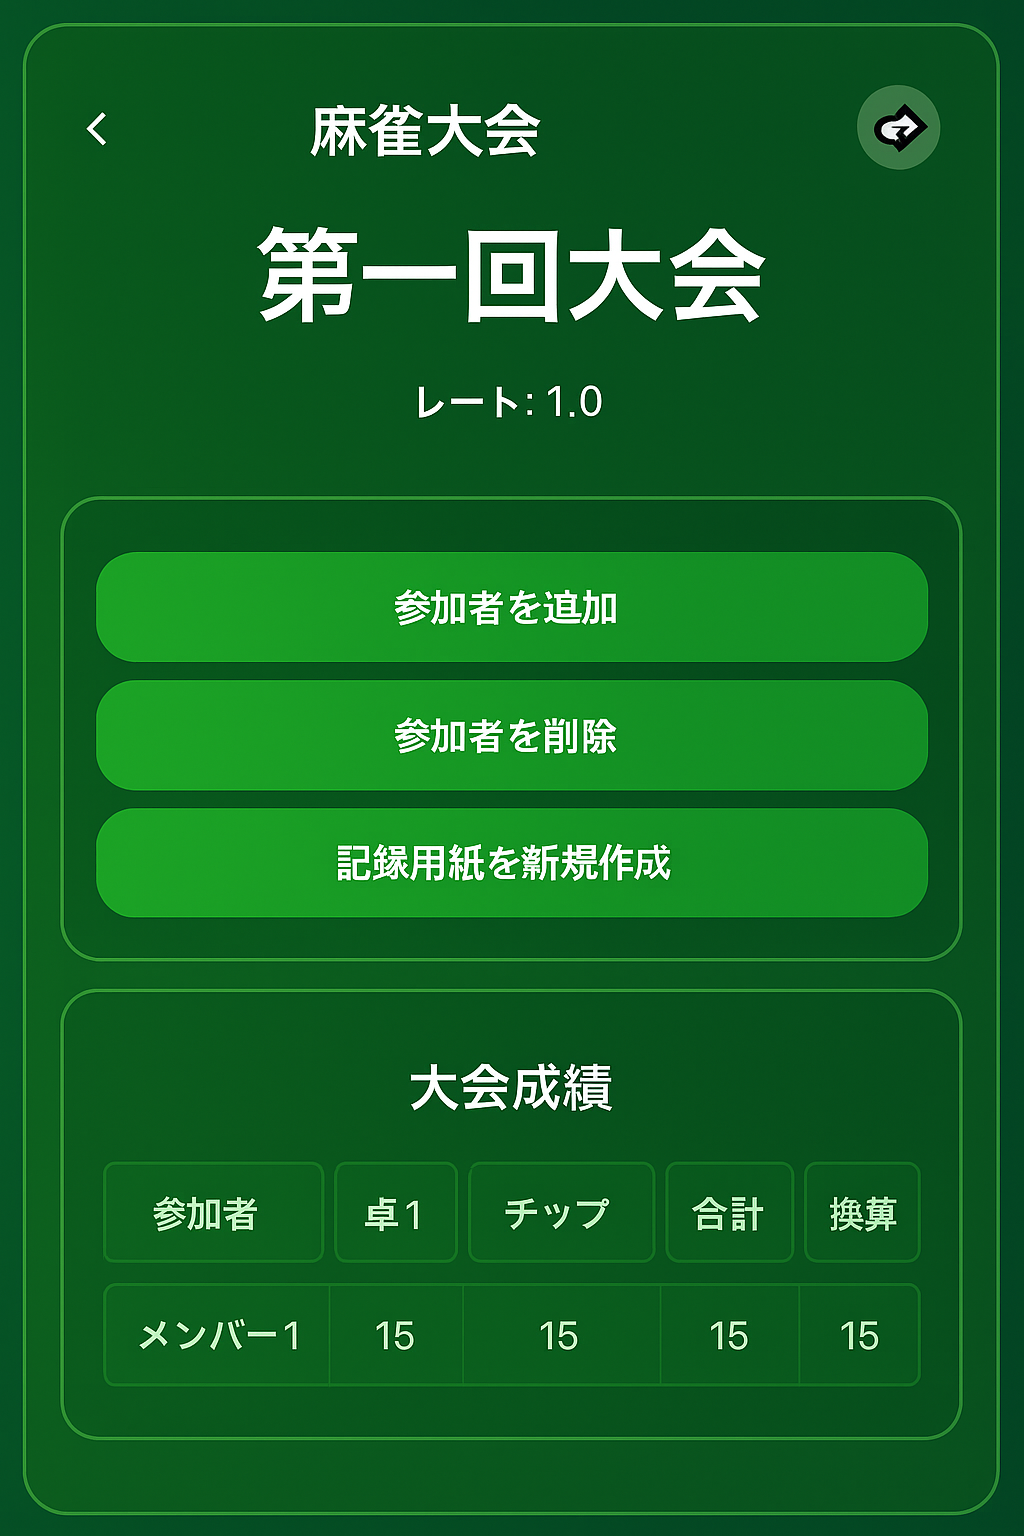 麻雀大会
第一回大会
レート: 1.0
参加者を追加
参加者を削除
記録用紙を新規作成
大会成績
参加者 卓1 チップ 合計 換
メンバー1 15 15 15 15